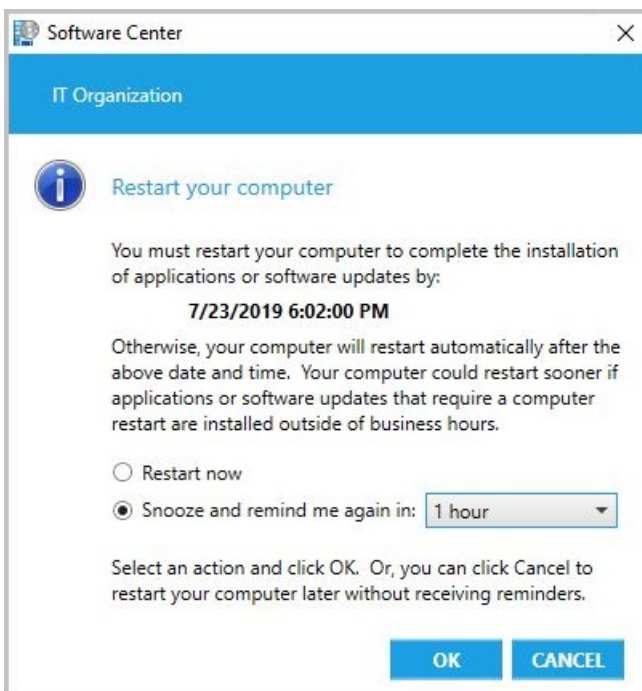 Software Center
IT Organization
Restart your computer
You must restart your computer to complete the installation
of applications or software updates by:
7/23/2019 6:02:00 PM
Otherwise, your computer will restart automatically after the
above date and time.  Your computer could restart sooner if
applications or software updates that require a computer
restart are installed outside of business hours.
Restart now
Snooze and remind me again in: 1 hour
Select an action and click OK.  Or, you can click Cancel to
restart your computer later without receiving reminders.
OK CANCEL